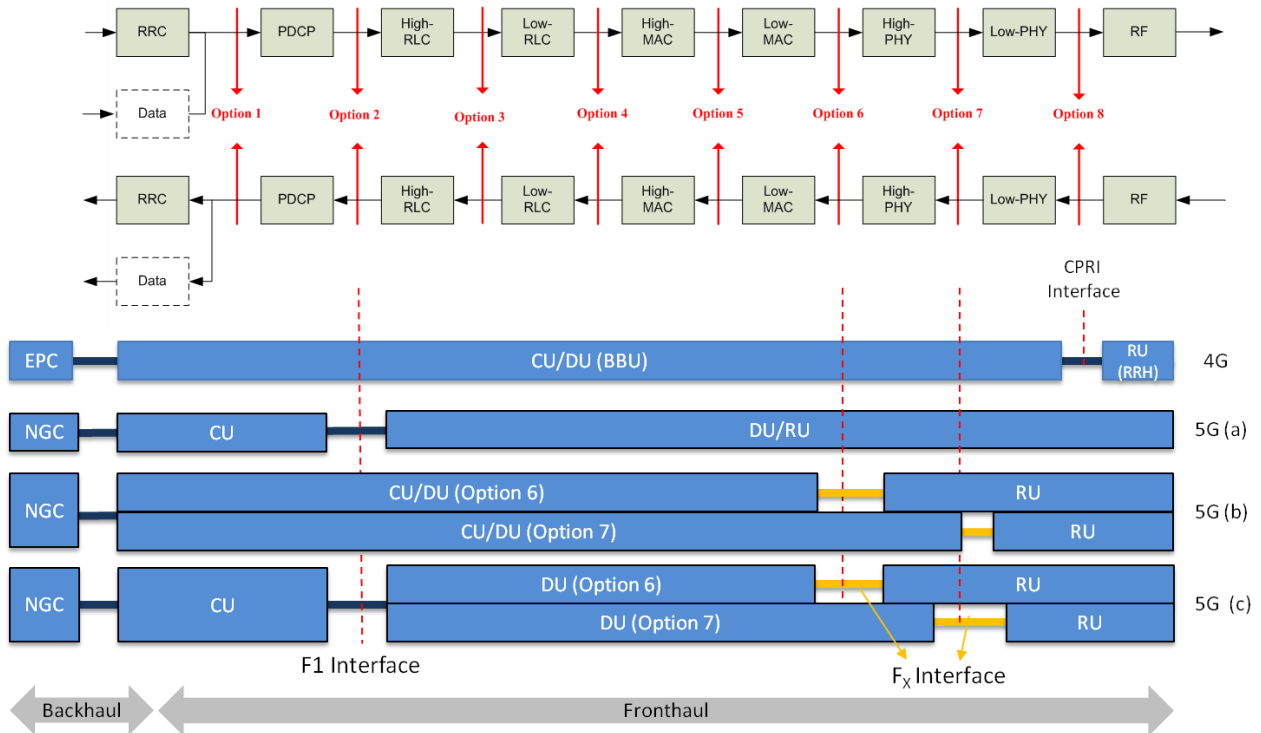 RRC
PDCP
High-
RLC
Low-
RLC
High-
MAC
Low-
MAC
High-
PHY
Low-PHY
RF
Data
Option 1
Option 2
Option 3
Option 4
Option 5
Option 6
Option 7
Option 8
RRC
PDCP
High-
RLC
Low-
RLC
High-
MAC
Low-
MAC
High-
PHY
Low-PHY
RF
Data
CPRI
Interface
EPC
CU/DU (BBU)
RU
(RRH)
4G
NGC
CU
DU/RU
5G (a)
NGC
CU/DU (Option 6)
RU
CU/DU (Option 7)
RU
5G (b)
NGC
CU
DU (Option 6)
RU
DU (Option 7)
RU
5G (c)
F1 Interface
FX Interface
Backhaul
Fronthaul